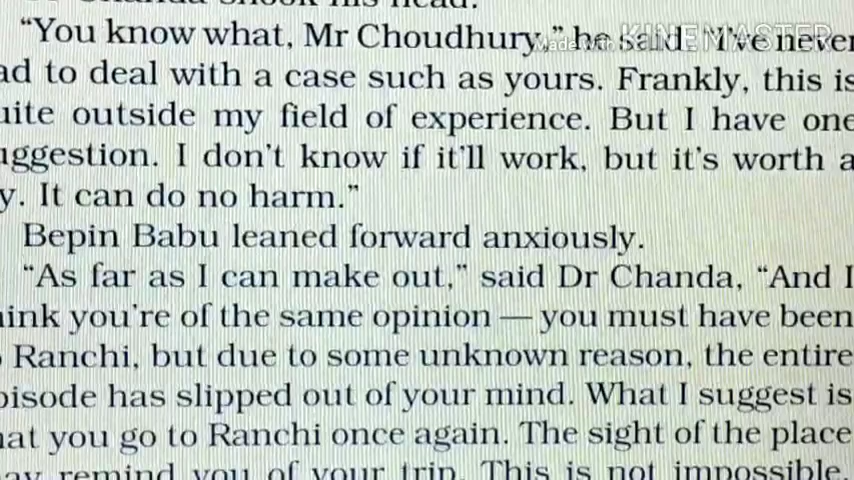 "You know what, Mr Choudhury," he said. "I've never
ad to deal with a case such as yours. Frankly, this is
uite outside my field of experience. But I have one
uggestion. I don't know if it'll work, but it's worth a
y. It can do no harm."
Bepin Babu leaned forward anxiously.
"As far as I can make out," said Dr Chanda, "And I
ink you're of the same opinion — you must have been
Ranchi, but due to some unknown reason, the entire
pisode has slipped out of your mind. What I suggest is
at you go to Ranchi once again. The sight of the place
ay remind you of your trip. This is not impossible.
Made with KINEMASTER